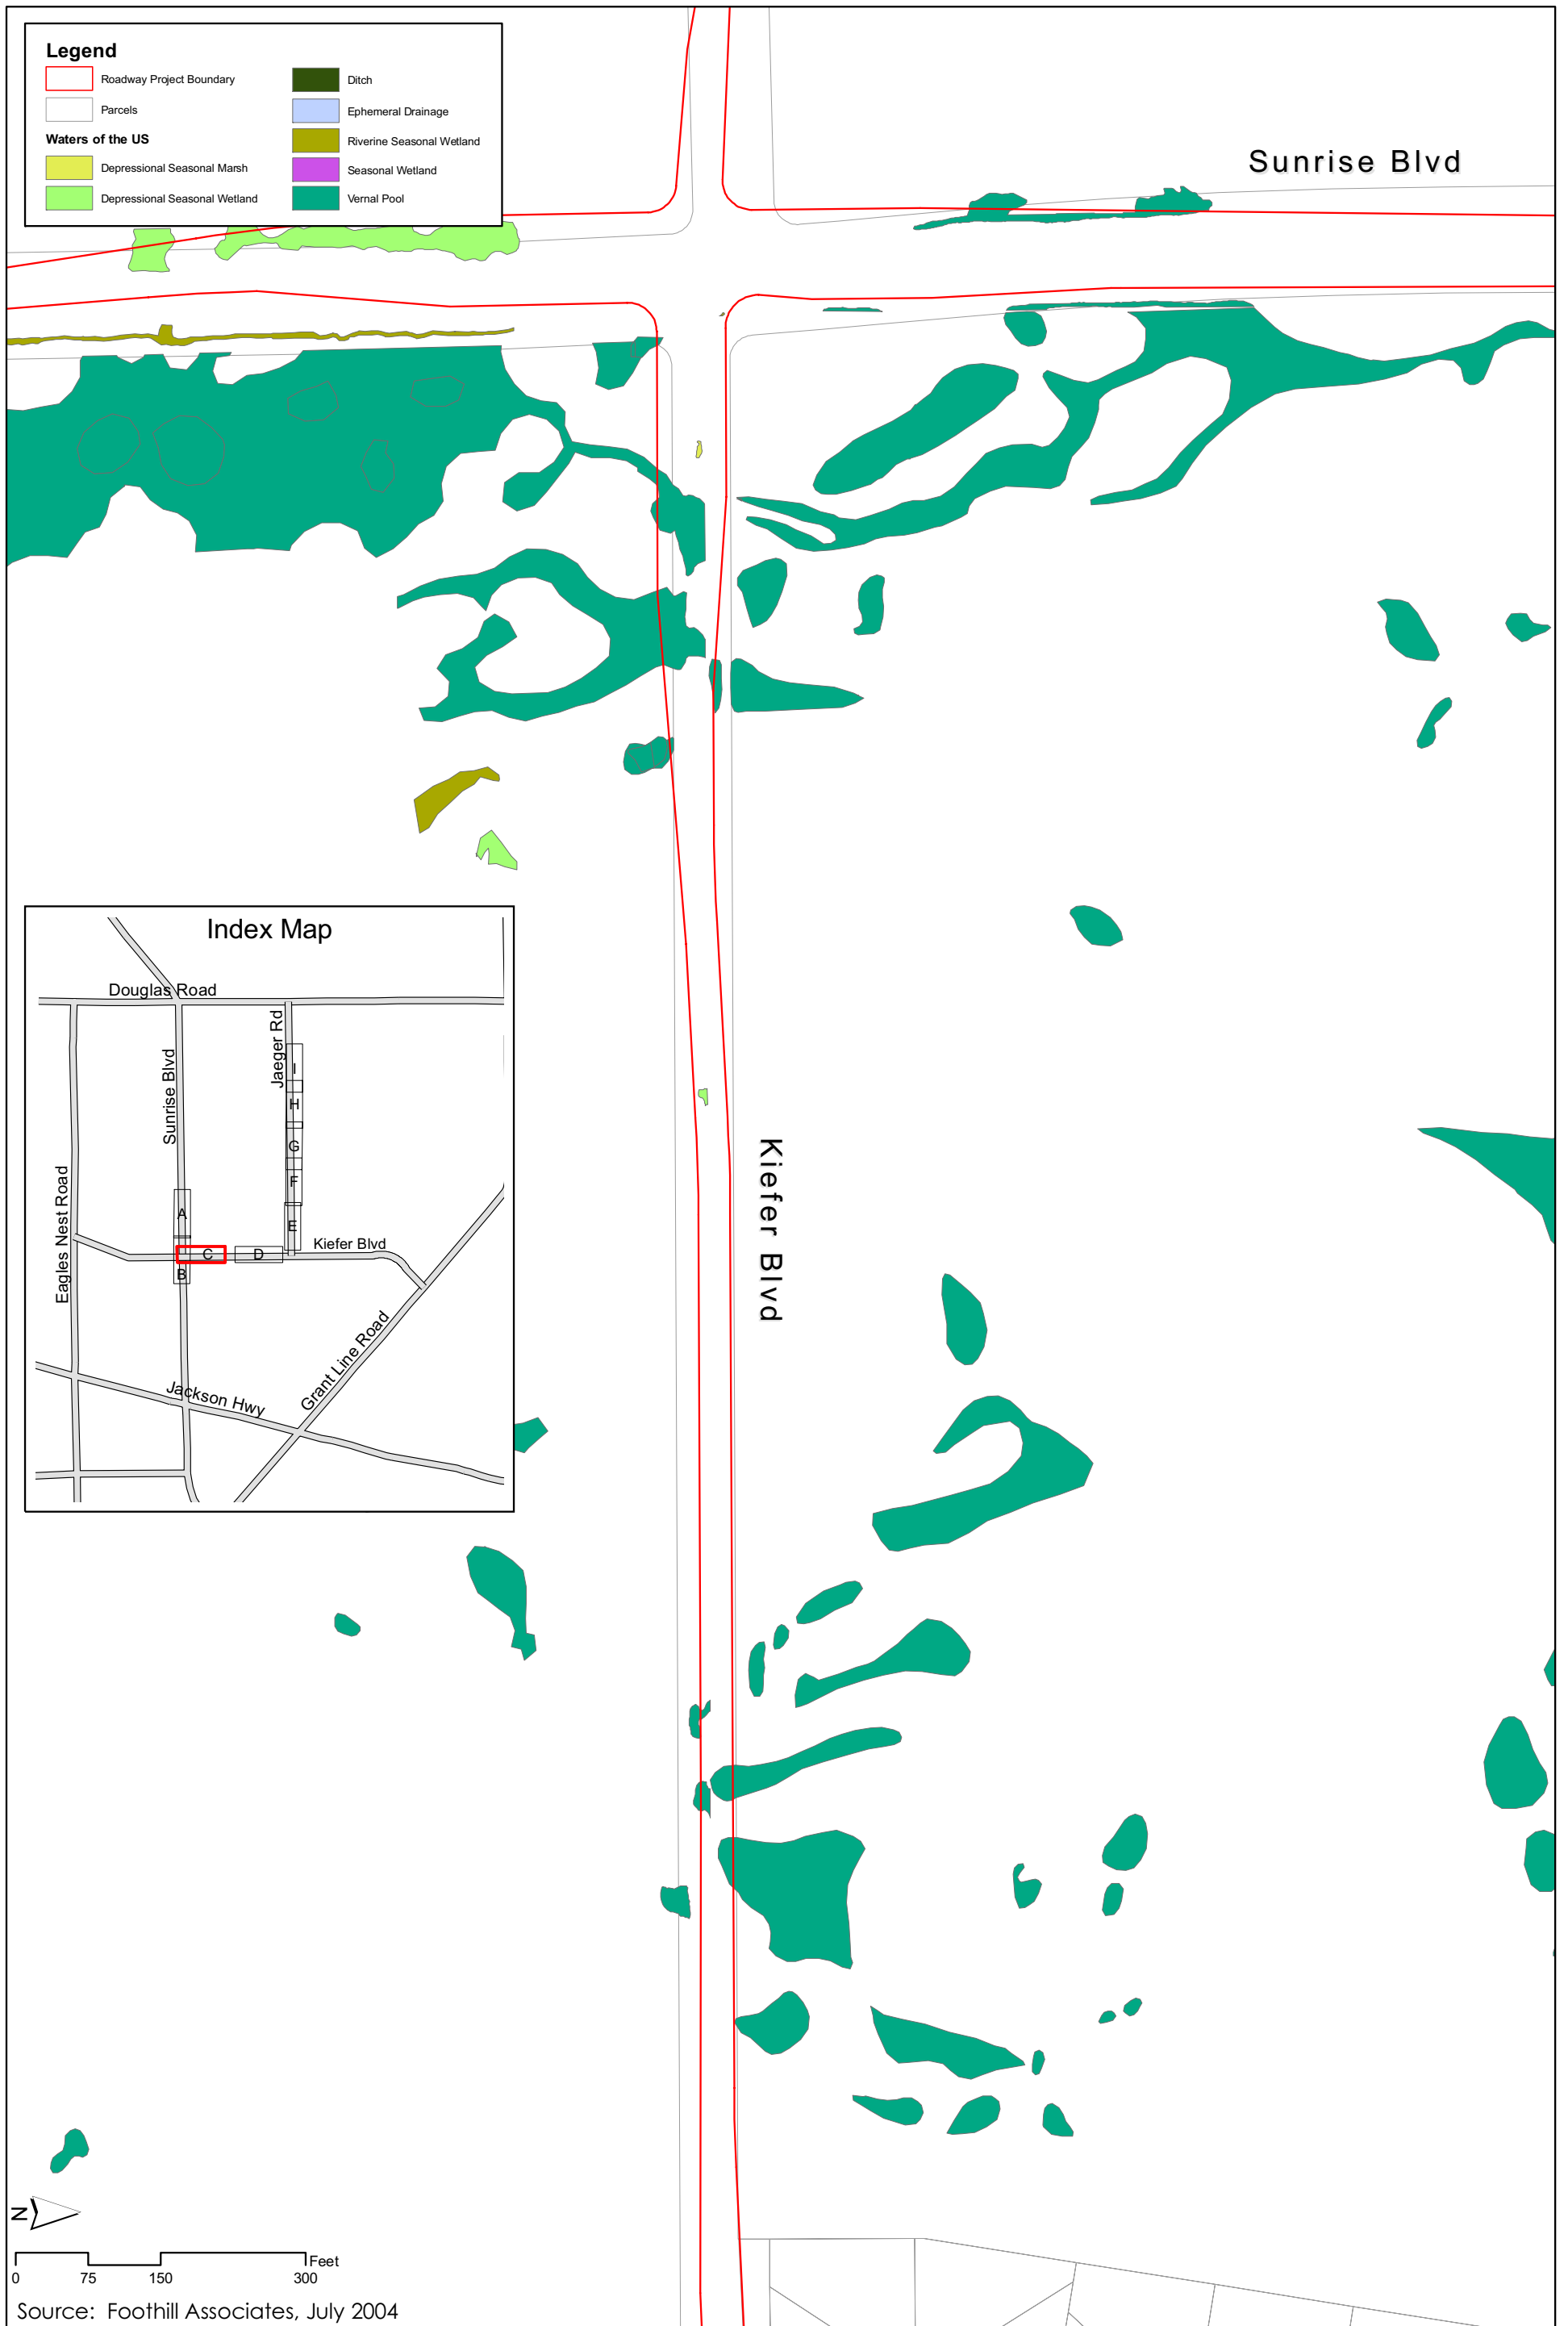 Legend
Roadway Project Boundary
Parcels
Waters of the US
Depressional Seasonal Marsh
Depressional Seasonal Wetland
Ditch
Ephemeral Drainage
Riverine Seasonal Wetland
Seasonal Wetland
Vernal Pool
Sunrise Blvd
Kiefer Blvd
Index Map
Douglas Road
Jaeger Rd
Sunrise Blvd
Eagles Nest Road
I
H
G
F
E
A
C
D
B
Kiefer Blvd
Grant Line Road
Jackson Hwy
N
Feet
0 75 150 300
Source: Foothill Associates, July 2004